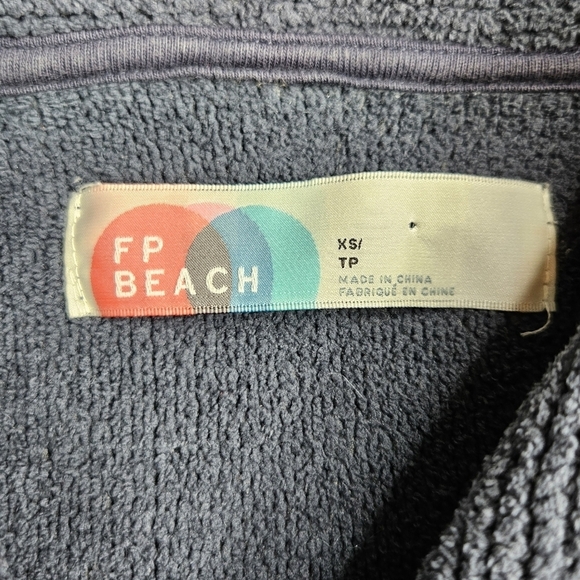 FP
BEACH
XS/
TP
MADE IN CHINA
FABRIQUÉ EN CHINE